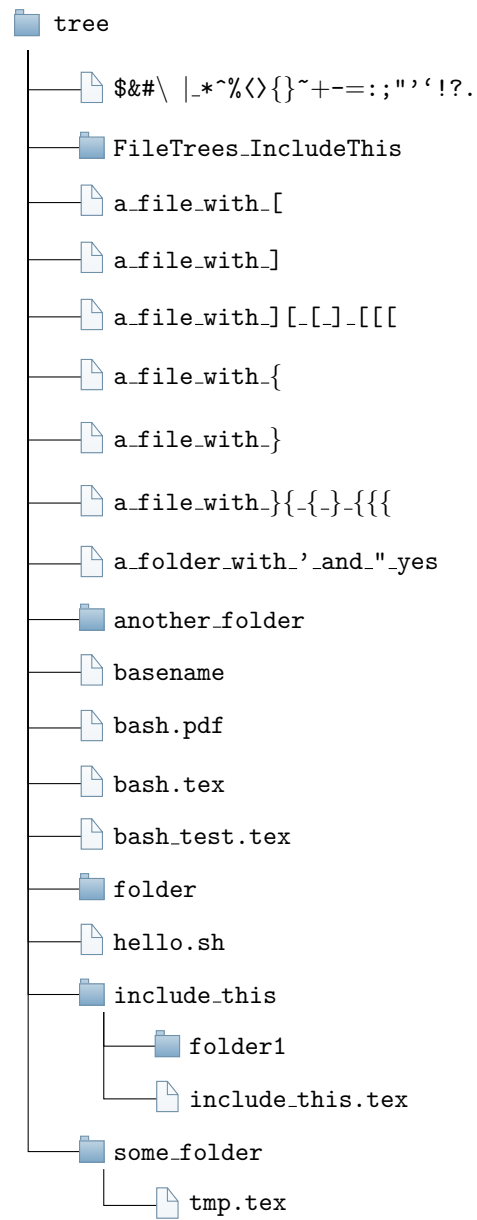 tree
$&#\ |_*^%<>{}~+-=:;"'‘!?.
FileTrees_IncludeThis
a_file_with_[
a_file_with_]
a_file_with_][_[_]_[[[
a_file_with_{
a_file_with_}
a_file_with_}{_{_}_{{{
a_folder_with_'_and_"_yes
another_folder
basename
bash.pdf
bash.tex
bash_test.tex
folder
hello.sh
include_this
folder1
include_this.tex
some_folder
tmp.tex